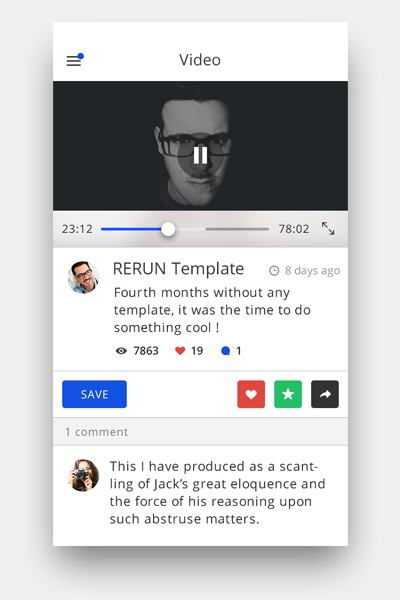 Video
23:12 78:02
RERUN Template 8 days ago
Fourth months without any
template, it was the time to do
something cool !
7863 19 1
SAVE
1 comment
This I have produced as a scant-
ling of Jack’s great eloquence and
the force of his reasoning upon
such abstruse matters.